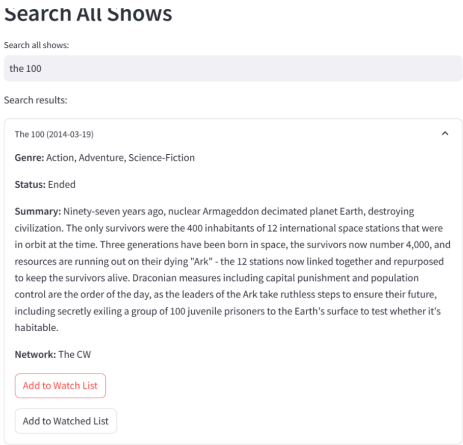 Search All Shows
Search all shows:
the 100
Search results:
The 100 (2014-03-19)
Genre: Action, Adventure, Science-Fiction
Status: Ended
Summary: Ninety-seven years ago, nuclear Armageddon decimated planet Earth, destroying
civilization. The only survivors were the 400 inhabitants of 12 international space stations that were
in orbit at the time. Three generations have been born in space, the survivors now number 4,000, and
resources are running out on their dying "Ark" - the 12 stations now linked together and repurposed
to keep the survivors alive. Draconian measures including capital punishment and population
control are the order of the day, as the leaders of the Ark take ruthless steps to ensure their future,
including secretly exiling a group of 100 juvenile prisoners to the Earth's surface to test whether it's
habitable.
Network: The CW
Add to Watch List
Add to Watched List